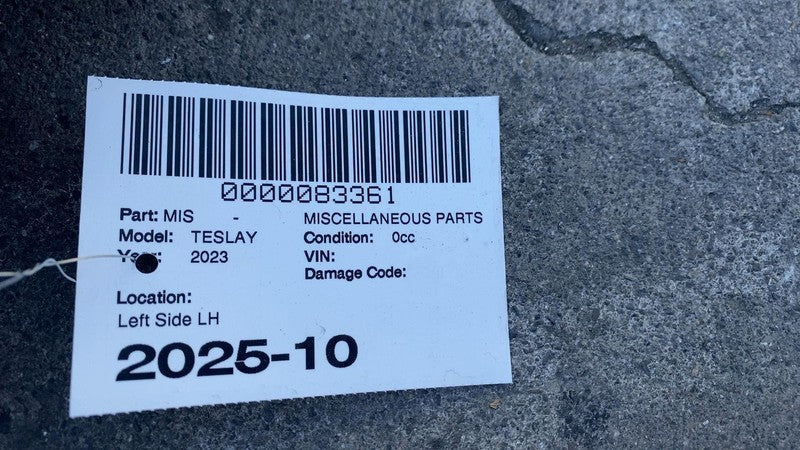 0000083361
Part: MIS - MISCELLANEOUS PARTS
Model: TESLAY Condition: 0cc
Year: 2023 VIN:
Damage Code:
Location:
Left Side LH
2025-10